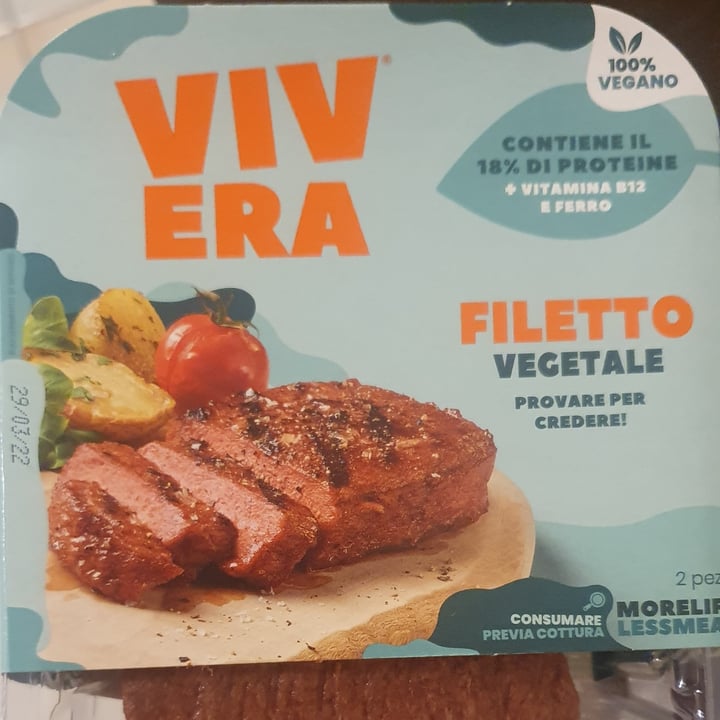 VIV
ERA®
100%
VEGANO
CONTIENE IL
18% DI PROTEINE
+ VITAMINA B12
E FERRO
FILETTO
VEGETALE
PROVARE PER
CREDERE!
29/03/22
2 pez
CONSUMARE
PREVIA COTTURA
MORELIF
LESSMEA